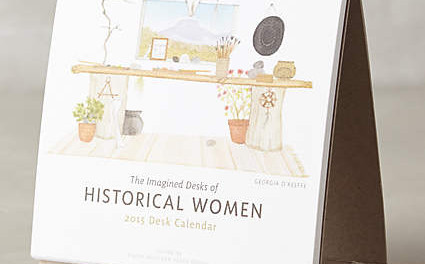 GEORGIA O'KEEFFE
The Imagined Desks of
HISTORICAL WOMEN
2015 Desk Calendar